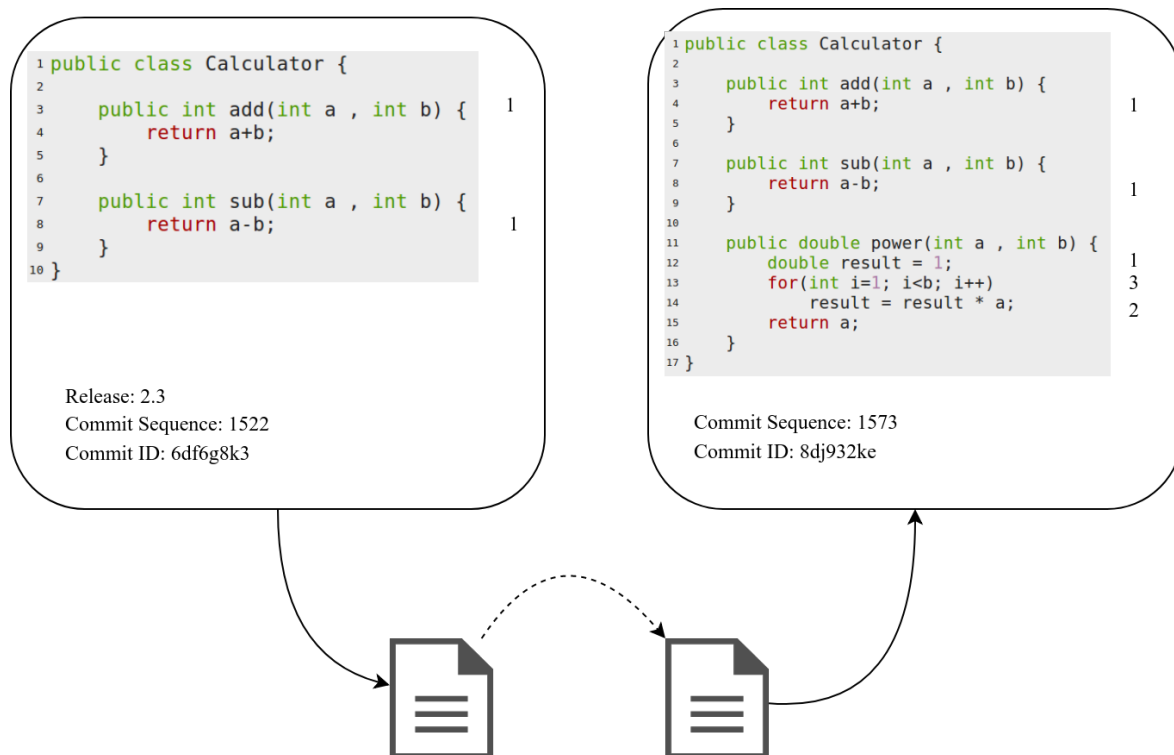 1 public class Calculator {
2
3 public int add(int a , int b) { 1
4 return a+b;
5 }
6
7 public int sub(int a , int b) {
8 return a-b; 1
9 }
10 }
Release: 2.3
Commit Sequence: 1522
Commit ID: 6df6g8k3
1 public class Calculator {
2
3 public int add(int a , int b) {
4 return a+b; 1
5 }
6
7 public int sub(int a , int b) {
8 return a-b; 1
9 }
10
11 public double power(int a , int b) {
12 double result = 1; 1
13 for(int i=1; i<b; i++) 3
14 result = result * a; 2
15 return a;
16 }
17 }
Commit Sequence: 1573
Commit ID: 8dj932ke